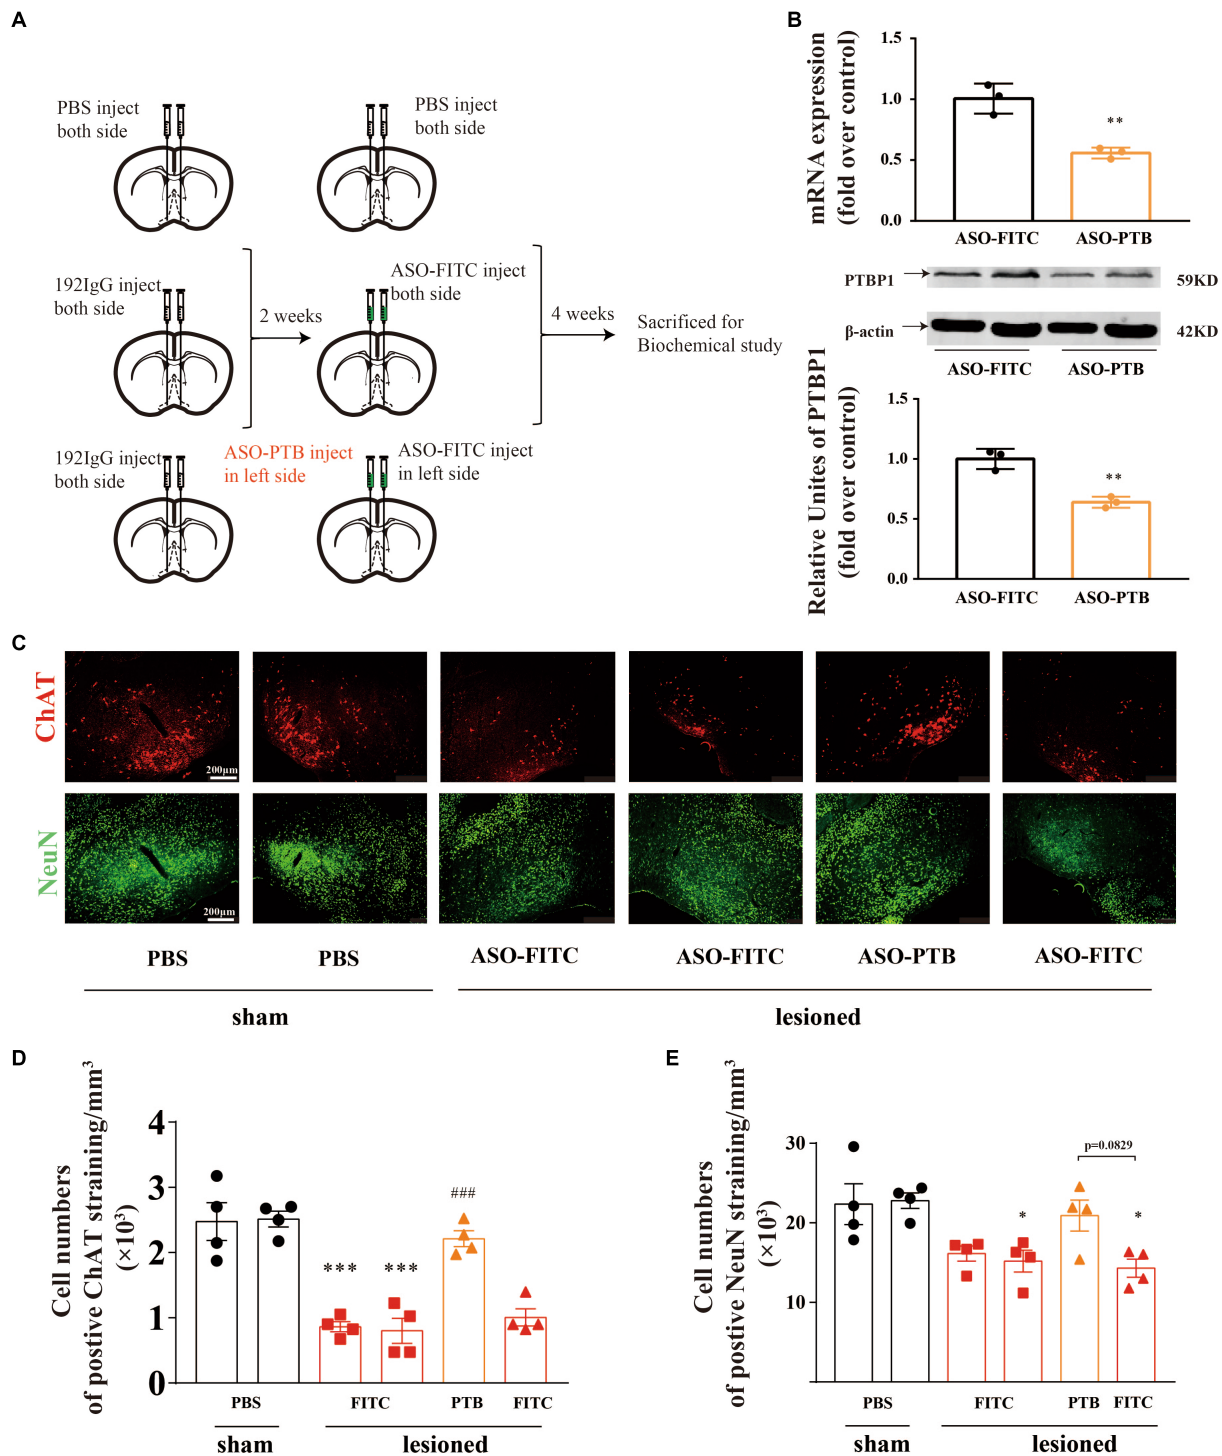 A
PBS inject
both side
PBS inject
both side
192IgG inject
both side
2 weeks
ASO-FITC inject
both side
4 weeks
Sacrificed for
Biochemical study
192IgG inject
both side
ASO-PTB inject
in left side
ASO-FITC inject
in left side
B
mRNA expression
(fold over control)
1.5
1.0
0.5
0.0
**
ASO-FITC
ASO-PTB
PTBP1
59KD
β-actin
42KD
ASO-FITC
ASO-PTB
Relative Unites of PTBP1
(fold over control)
1.5
1.0
0.5
0.0
**
ASO-FITC
ASO-PTB
C
ChAT
200μm
NeuN
200μm
PBS
PBS
ASO-FITC
ASO-FITC
ASO-PTB
ASO-FITC
sham
lesioned
D
Cell numbers
of postive ChAT straining/mm³
(×10³)
4
3
2
1
0
***
***
###
PBS
FITC
PTB
FITC
sham
lesioned
E
Cell numbers
of postive NeuN straining/mm³
(×10³)
30
20
10
*
p=0.0829
*
PBS
FITC
PTB
FITC
sham
lesioned